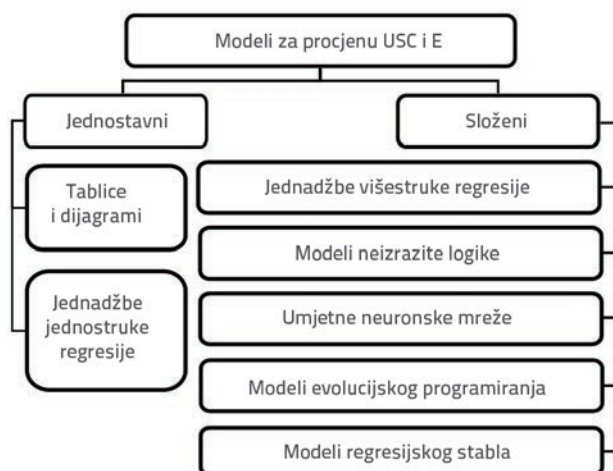 Modeli za procjenu USC i E
Jednostavni
Složeni
Tablice
i dijagrami
Jednadžbe
jednostruke
regresije
Jednadžbe višestruke regresije
Modeli neizrazite logike
Umjetne neuronske mreže
Modeli evolucijskog programiranja
Modeli regresijskog stabla